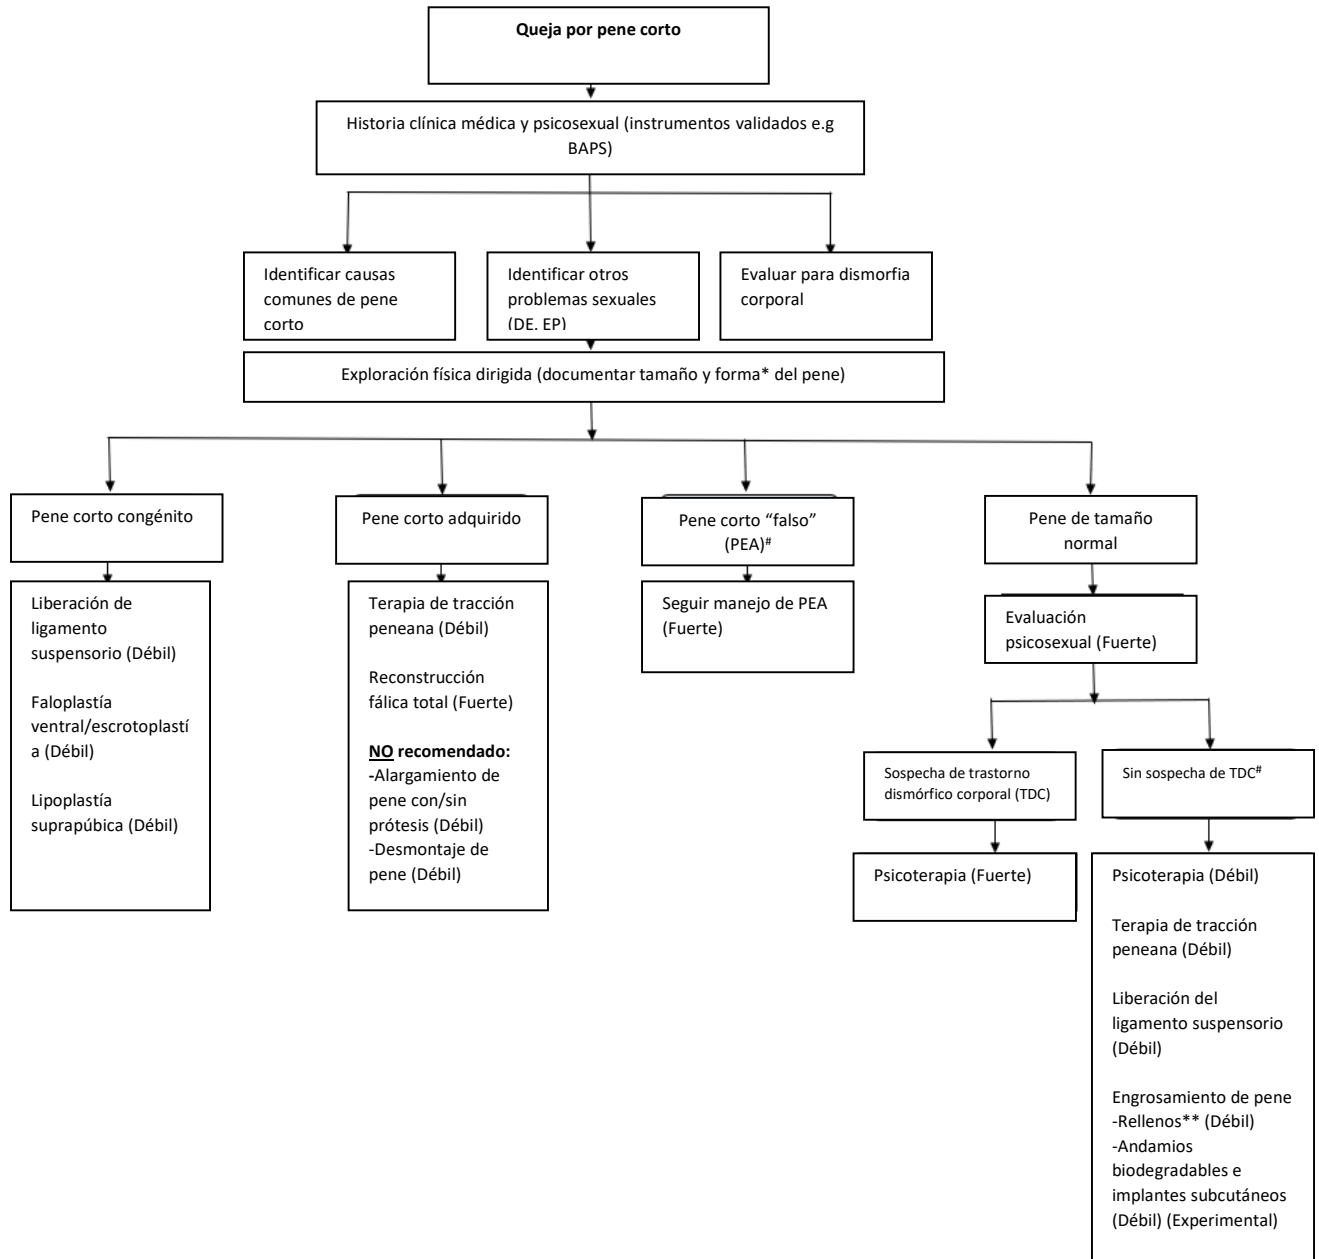 Queja por pene corto
Historia clínica médica y psicosexual (instrumentos validados e.g
BAPS)
Identificar causas
comunes de pene
corto
Identificar otros
problemas sexuales
(DE. EP)
Evaluar para dismorfia
corporal
Exploración física dirigida (documentar tamaño y forma* del pene)
Pene corto congénito
Pene corto adquirido
Pene corto “falso”
(PEA)#
Pene de tamaño
normal
Liberación de
ligamento
suspensorio (Débil)
Faloplastía
ventral/escrotoplastí
a (Débil)
Lipoplastía
suprapúbica (Débil)
Terapia de tracción
peneana (Débil)
Reconstrucción
fálica total (Fuerte)
NO recomendado:
-Alargamiento de
pene con/sin
prótesis (Débil)
-Desmontaje de
pene (Débil)
Seguir manejo de PEA
(Fuerte)
Evaluación
psicosexual (Fuerte)
Sospecha de trastorno
dismórfico corporal (TDC)
Sin sospecha de TDC#
Psicoterapia (Fuerte)
Psicoterapia (Débil)
Terapia de tracción
peneana (Débil)
Liberación del
ligamento suspensorio
(Débil)
Engrosamiento de pene
-Rellenos** (Débil)
-Andamios
biodegradables e
implantes subcutáneos
(Débil) (Experimental)